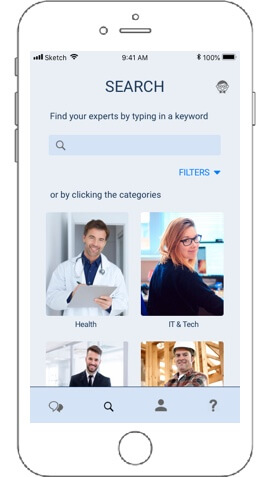 Sketch 9:41 AM 100%
SEARCH
Find your experts by typing in a keyword
FILTERS
or by clicking the categories
Health IT & Tech
?